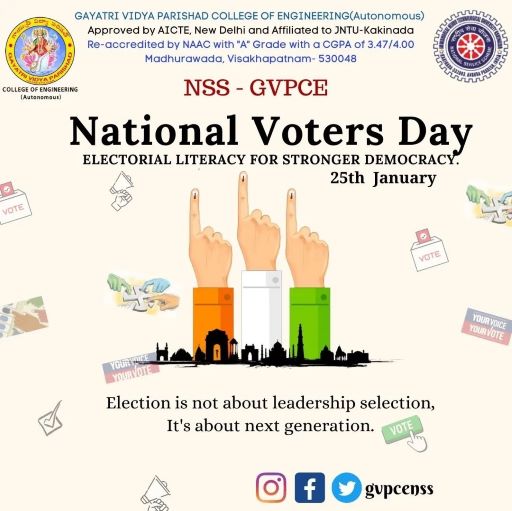 GAYATRI VIDYA PARISHAD COLLEGE OF ENGINEERING(Autonomous)
Approved by AICTE, New Delhi and Affiliated to JNTU-Kakinada
Re-accredited by NAAC with "A" Grade with a CGPA of 3.47/4.00
Madhurawada, Visakhapatnam- 530048
GAYATRI VIDYA PARISHAD
COLLEGE OF ENGINEERING
(Autonomous)
NSS - GVPCE
National Voters Day
ELECTORIAL LITERACY FOR STRONGER DEMOCRACY.
25th January
VOTE
VOTE
YOUR VOICE
YOUR VOTE
YOUR VOICE
YOUR VOTE
Election is not about leadership selection,
It's about next generation.
VOTE
gvpcenss